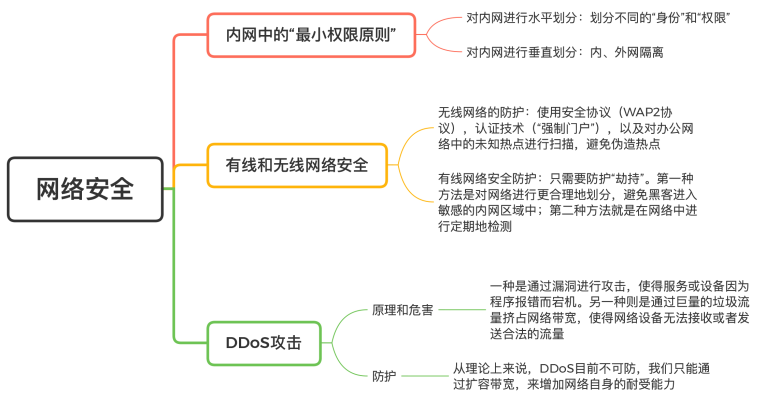 网络安全
内网中的“最小权限原则”
对内网进行水平划分：划分不同的“身份”和“权限”
对内网进行垂直划分：内、外网隔离
有线和无线网络安全
无线网络的防护：使用安全协议（WAP2协
议），认证技术（“强制门户”），以及对办公网
络中的未知热点进行扫描，避免伪造热点
有线网络安全防护：只需要防护“劫持”。第一种
方法是对网络进行更合理地划分，避免黑客进入
敏感的内网区域中；第二种方法就是在网络中进
行定期地检测
DDoS攻击
原理和危害
一种是通过漏洞进行攻击，使得服务或设备因为
程序报错而宕机。另一种则是通过巨量的垃圾流
量挤占网络带宽，使得网络设备无法接收或者发
送合法的流量
防护
从理论上来说，DDoS目前不可防，我们只能通
过扩容带宽，来增加网络自身的耐受能力